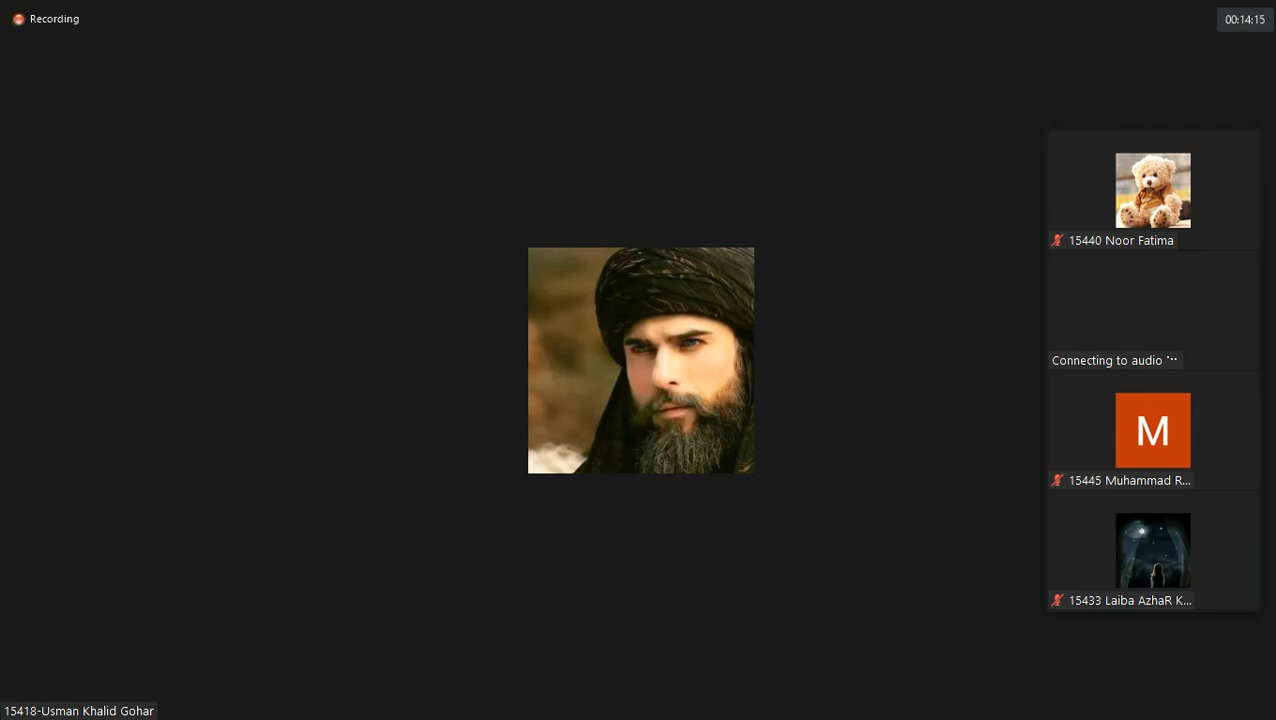 Recording
00:14:15
15440 Noor Fatima
Connecting to audio ···
M
15445 Muhammad R...
15433 Laiba AzhaR K...
15418-Usman Khalid Gohar